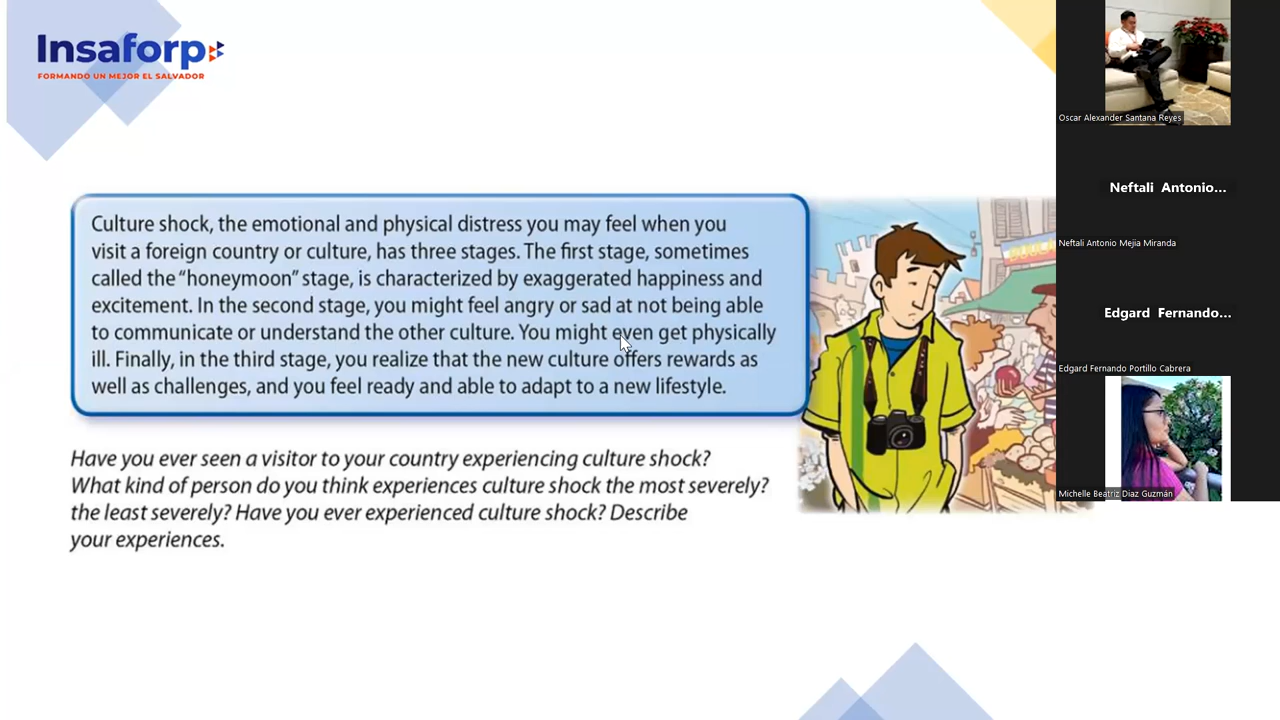 Insaforp
FORMANDO UN MEJOR EL SALVADOR
Culture shock, the emotional and physical distress you may feel when you
visit a foreign country or culture, has three stages. The first stage, sometimes
called the “honeymoon” stage, is characterized by exaggerated happiness and
excitement. In the second stage, you might feel angry or sad at not being able
to communicate or understand the other culture. You might even get physically
ill. Finally, in the third stage, you realize that the new culture offers rewards as
well as challenges, and you feel ready and able to adapt to a new lifestyle.
Have you ever seen a visitor to your country experiencing culture shock?
What kind of person do you think experiences culture shock the most severely?
the least severely? Have you ever experienced culture shock? Describe
your experiences.
Oscar Alexander Santana Reyes
Neftali Antonio...
Neftali Antonio Mejia Miranda
Edgard Fernando...
Edgard Fernando Portillo Cabrera
Michelle Beatriz Diaz Guzmán